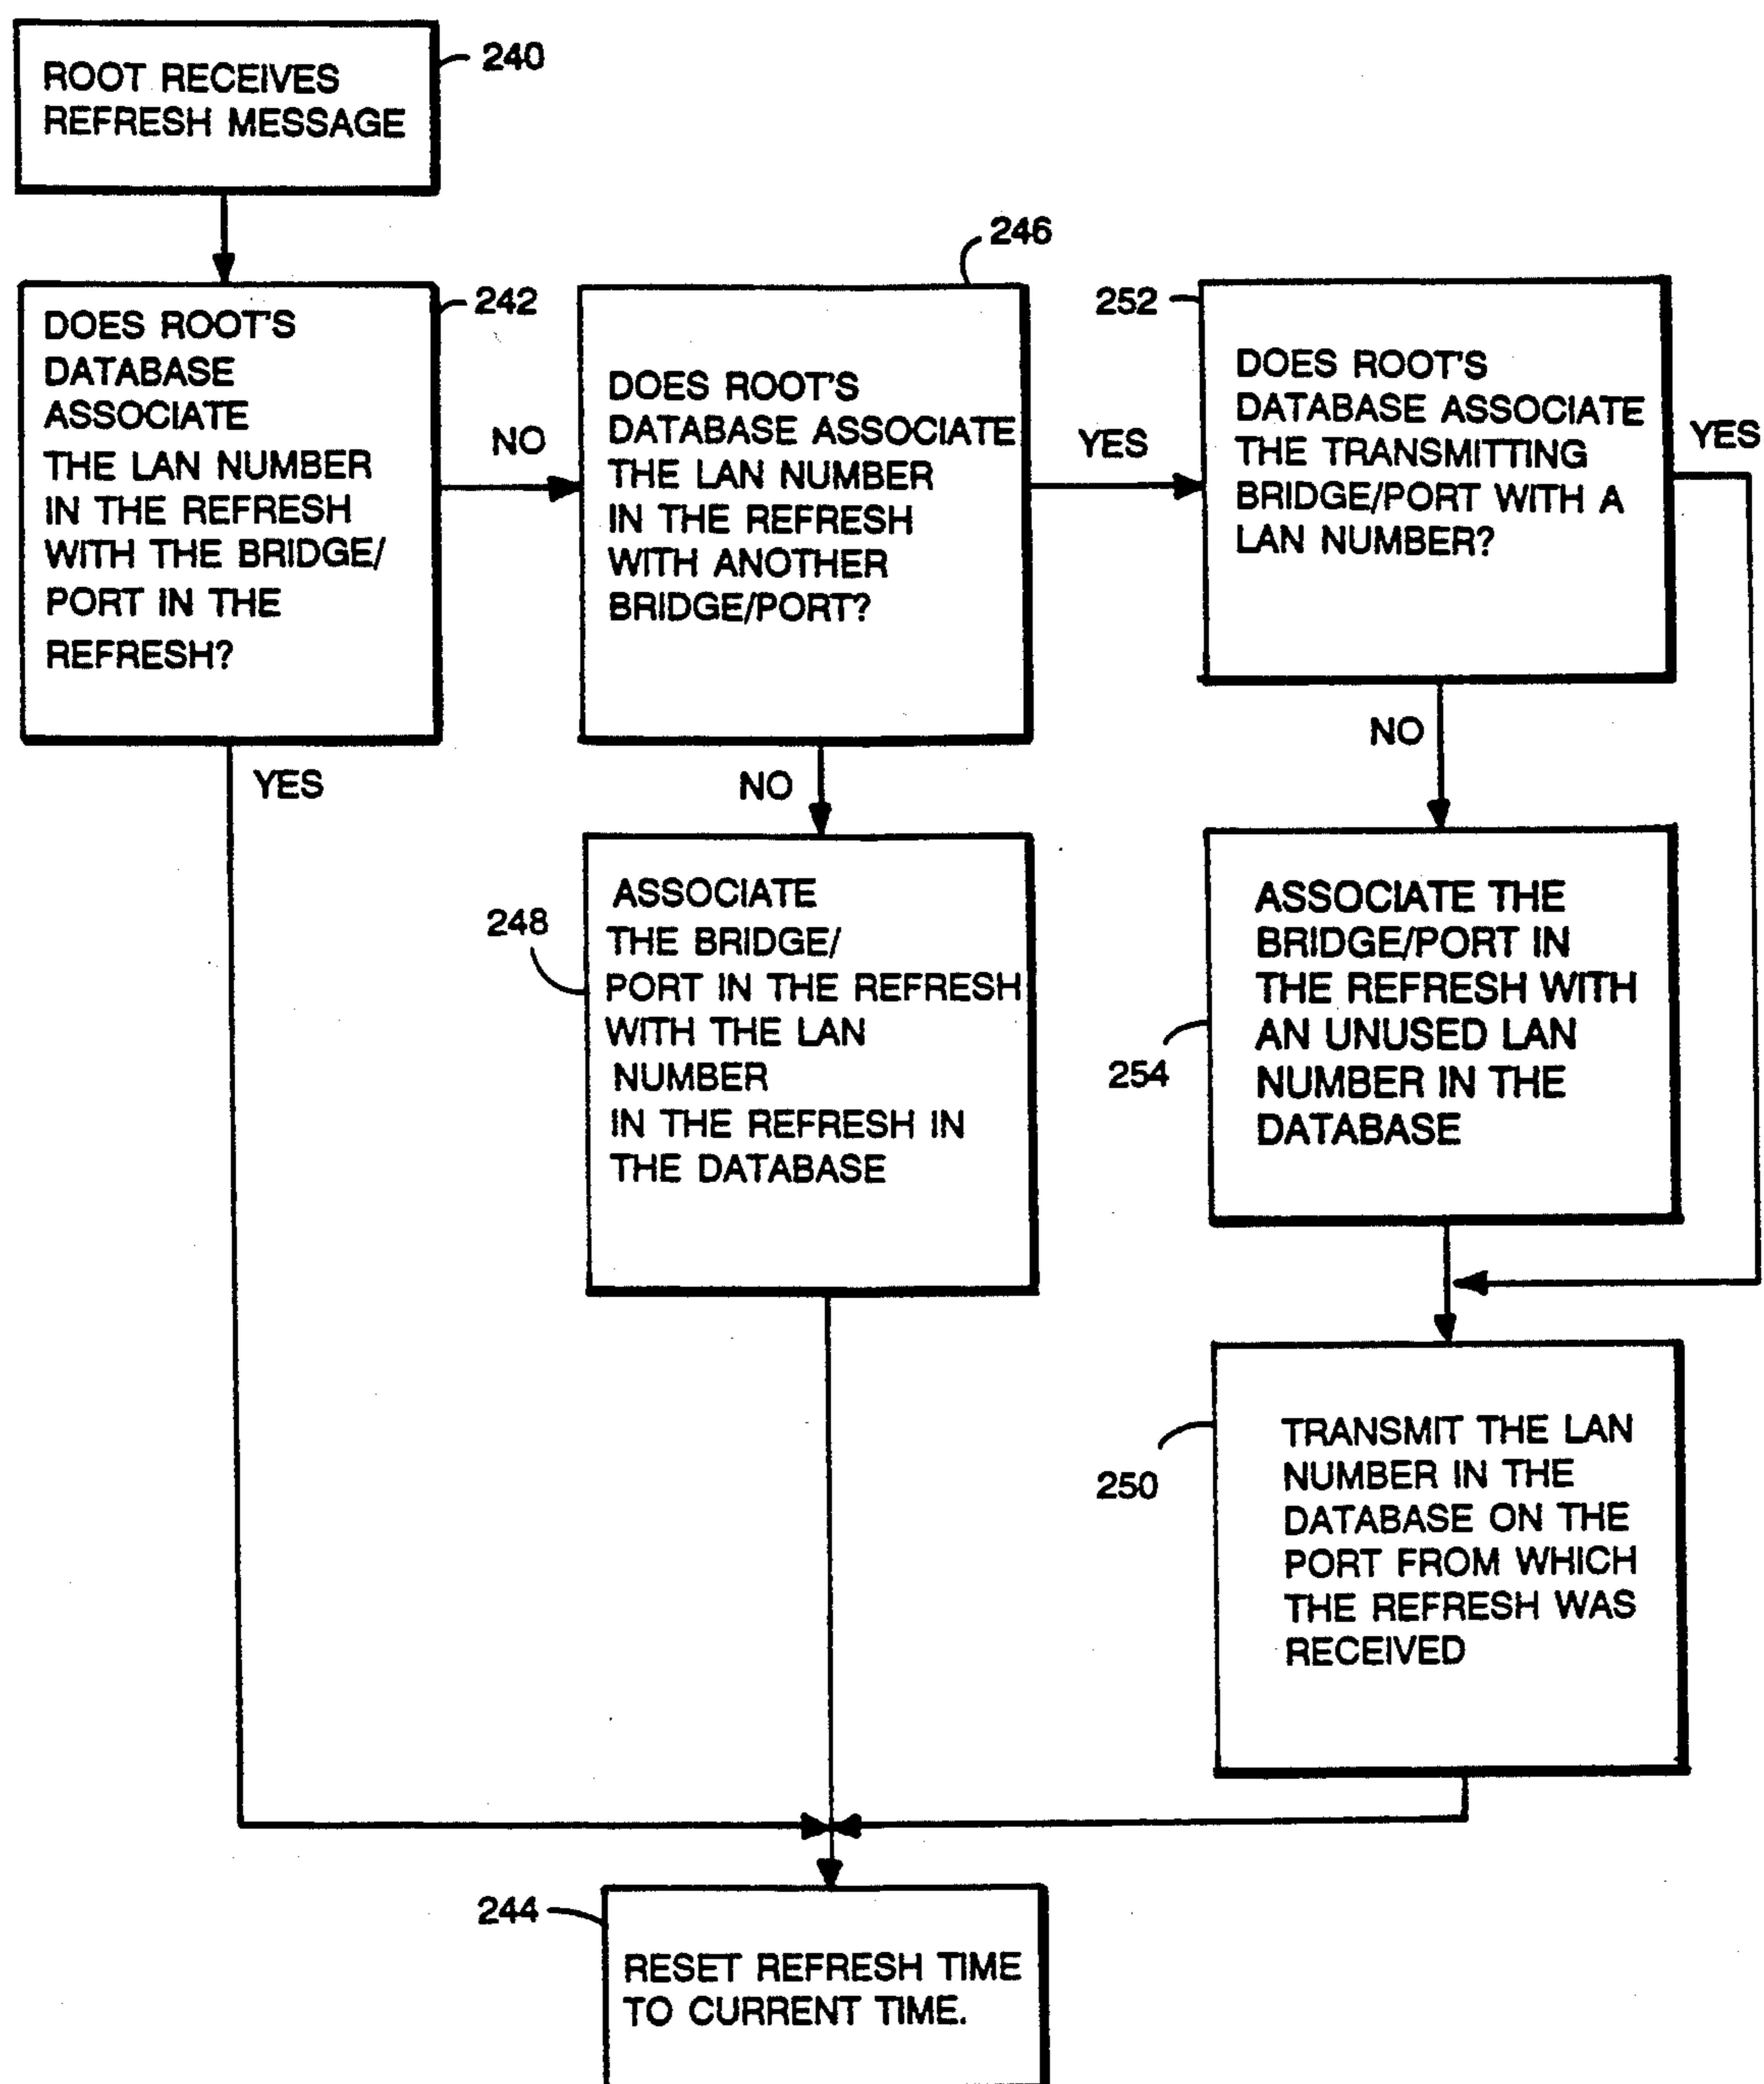 ROOT RECEIVES
REFRESH MESSAGE
240
DOES ROOT'S
DATABASE
ASSOCIATE
THE LAN NUMBER
IN THE REFRESH
WITH THE BRIDGE/
PORT IN THE
REFRESH?
242
NO
YES
246
DOES ROOT'S
DATABASE ASSOCIATE
THE LAN NUMBER
IN THE REFRESH
WITH ANOTHER
BRIDGE/PORT?
YES
NO
252
DOES ROOT'S
DATABASE ASSOCIATE
THE TRANSMITTING
BRIDGE/PORT WITH A
LAN NUMBER?
YES
NO
248
ASSOCIATE
THE BRIDGE/
PORT IN THE REFRESH
WITH THE LAN
NUMBER
IN THE REFRESH IN
THE DATABASE
254
ASSOCIATE THE
BRIDGE/PORT IN
THE REFRESH WITH
AN UNUSED LAN
NUMBER IN THE
DATABASE
250
TRANSMIT THE LAN
NUMBER IN THE
DATABASE ON THE
PORT FROM WHICH
THE REFRESH WAS
RECEIVED
244
RESET REFRESH TIME
TO CURRENT TIME.